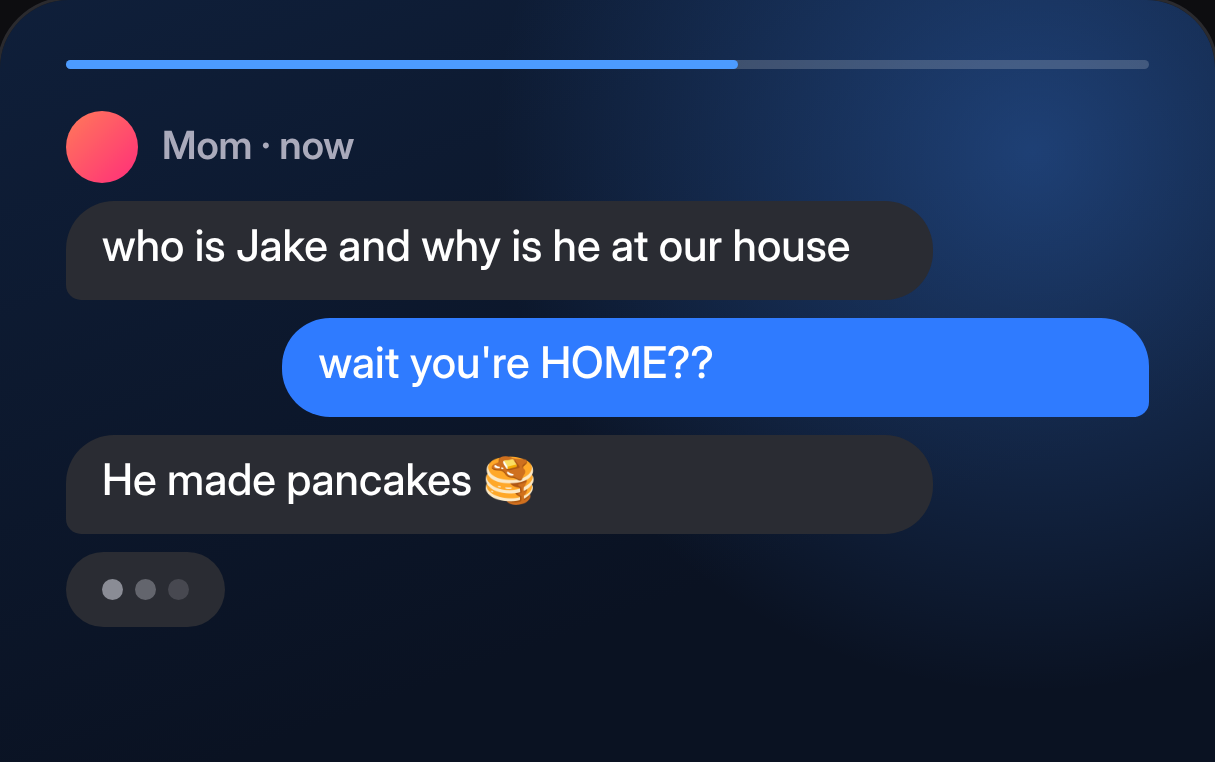 Mom · now
who is Jake and why is he at our house
wait you're HOME??
He made pancakes 🥞